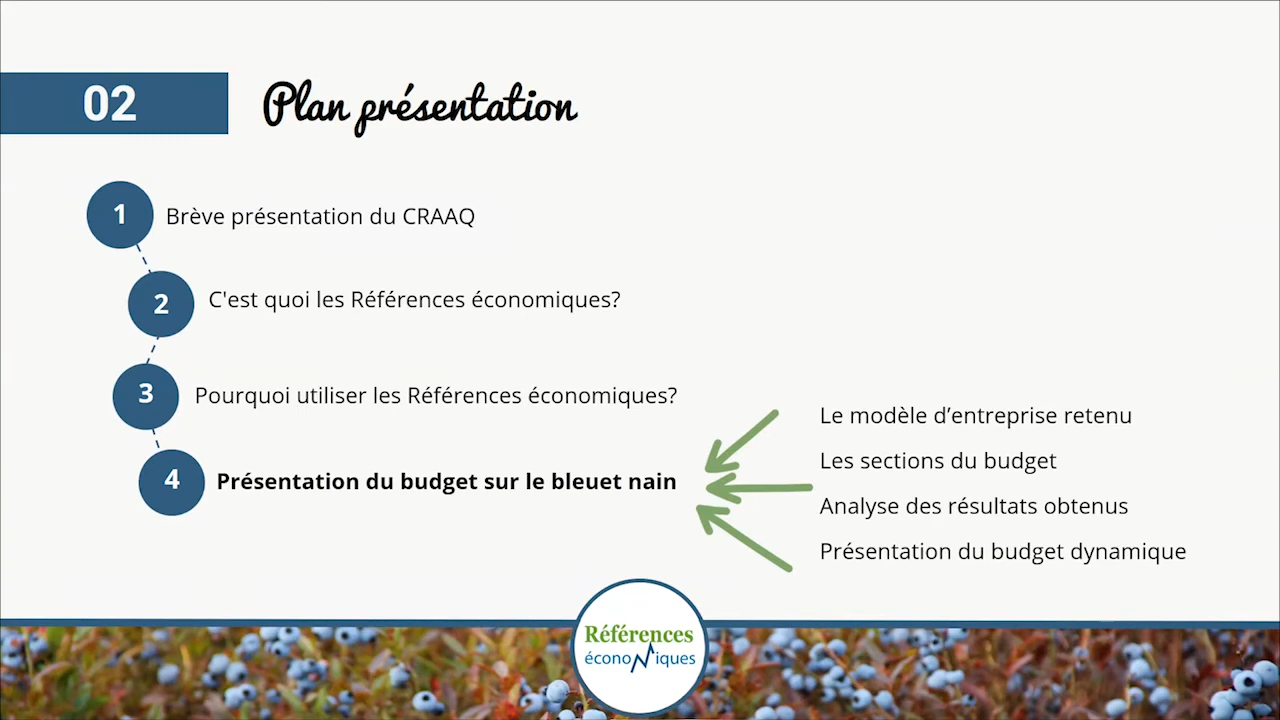 02
Plan présentation
1
Brève présentation du CRAAQ
2
C'est quoi les Références économiques?
3
Pourquoi utiliser les Références économiques?
4
Présentation du budget sur le bleuet nain
Le modèle d’entreprise retenu
Les sections du budget
Analyse des résultats obtenus
Présentation du budget dynamique
Références
économiques